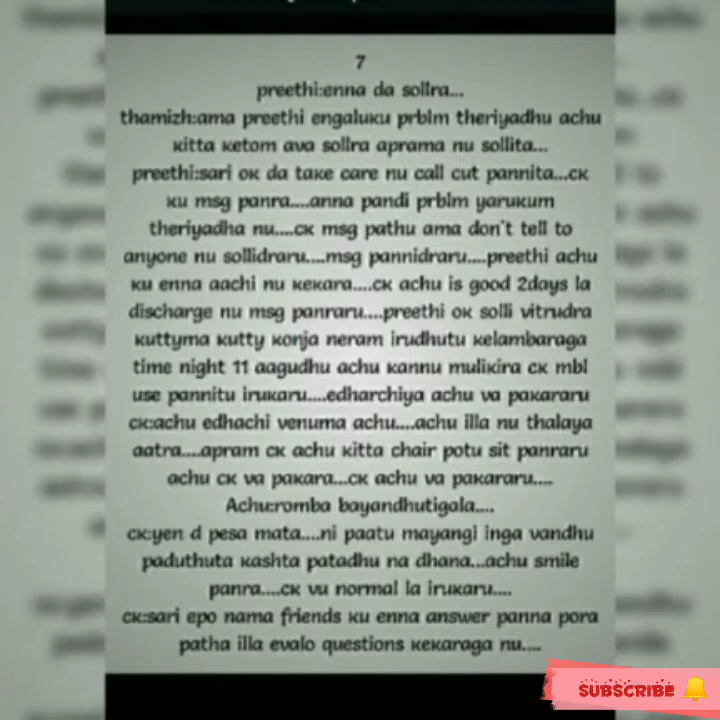 7
preethi:enna da sollra...
thamizh:ama preethi engaluku prblm theriyadhu achu
kitta ketom ava sollra aprama nu sollita...
preethi:sari ok da take care nu call cut pannita...ck
ku msg panra....anna pandi prblm yarukum
theriyadha nu....ck msg pathu ama don't tell to
anyone nu sollidraru....msg pannidraru....preethi achu
ku enna aachi nu kekara....ck achu is good 2days la
discharge nu msg panraru....preethi ok solli vitrudra
kuttyma kutty konja neram irudhutu kelambaraga
time night 11 aagudhu achu kannu mulikira ck mbl
use pannitu irukaru....edharchiya achu va pakararu
ck:achu edhachi venuma achu....achu illa nu thalaya
aatra....apram ck achu kitta chair potu sit panraru
achu ck va pakara...ck achu va pakararu....
Achu:romba bayandhutigala....
ck:yen d pesa mata....ni paatu mayangi inga vandhu
paduthuta kashta patadhu na dhana...achu smile
panra....ck vu normal la irukaru....
ck:sari epo nama friends ku enna answer panna pora
patha illa evalo questions kekaraga nu....
SUBSCRIBE